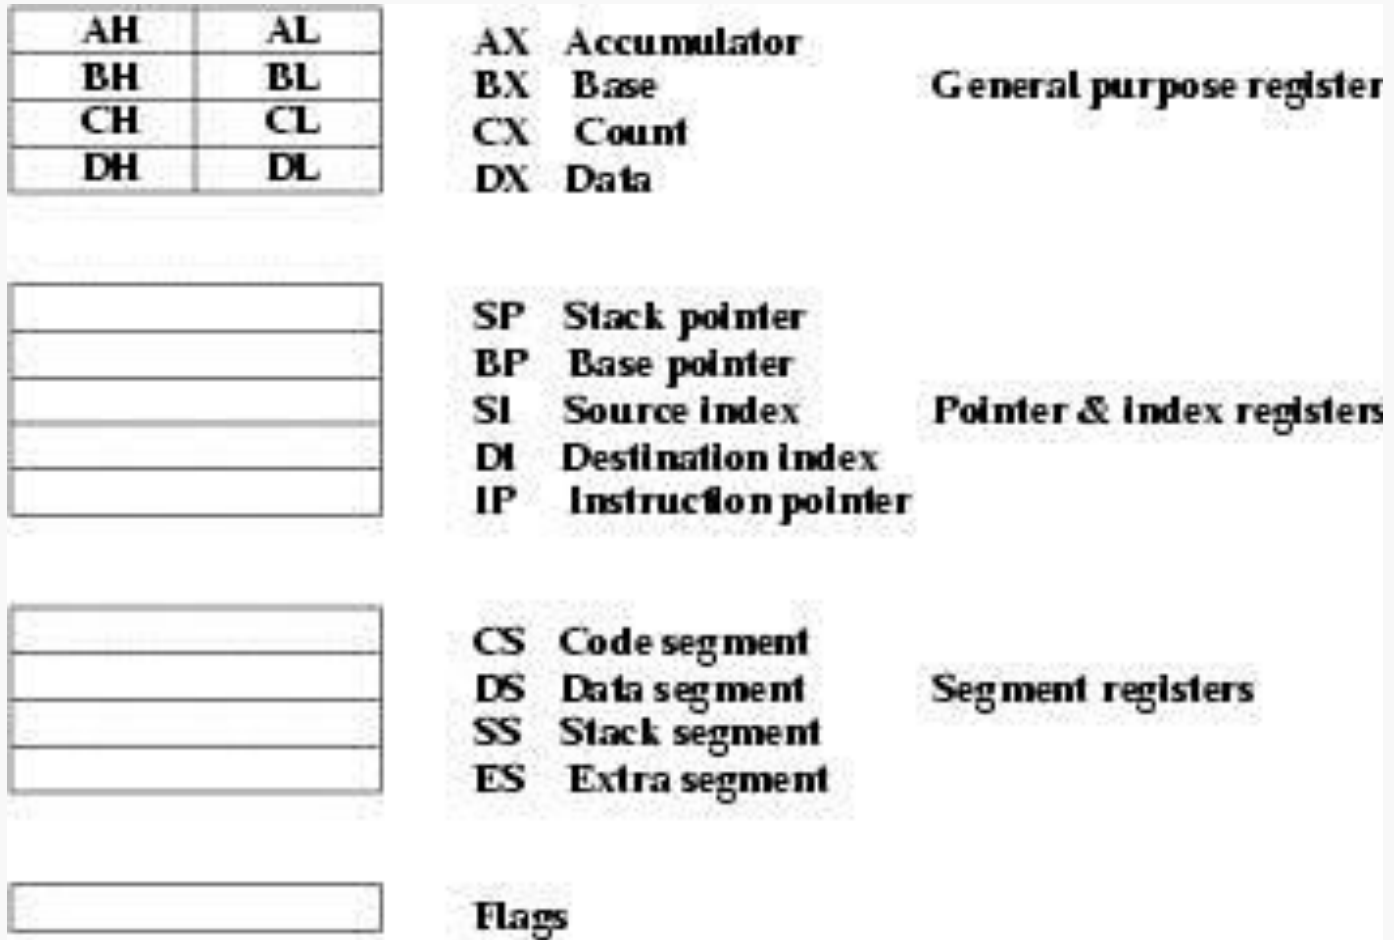 AH AL AX Accumulator
BH BL BX Base General purpose register
CH CL CX Count
DH DL DX Data
SP Stack pointer
BP Base pointer
SI Source index Pointer & index registers
DI Destination index
IP Instruction pointer
CS Code segment
DS Data segment Segment registers
SS Stack segment
ES Extra segment
Flags